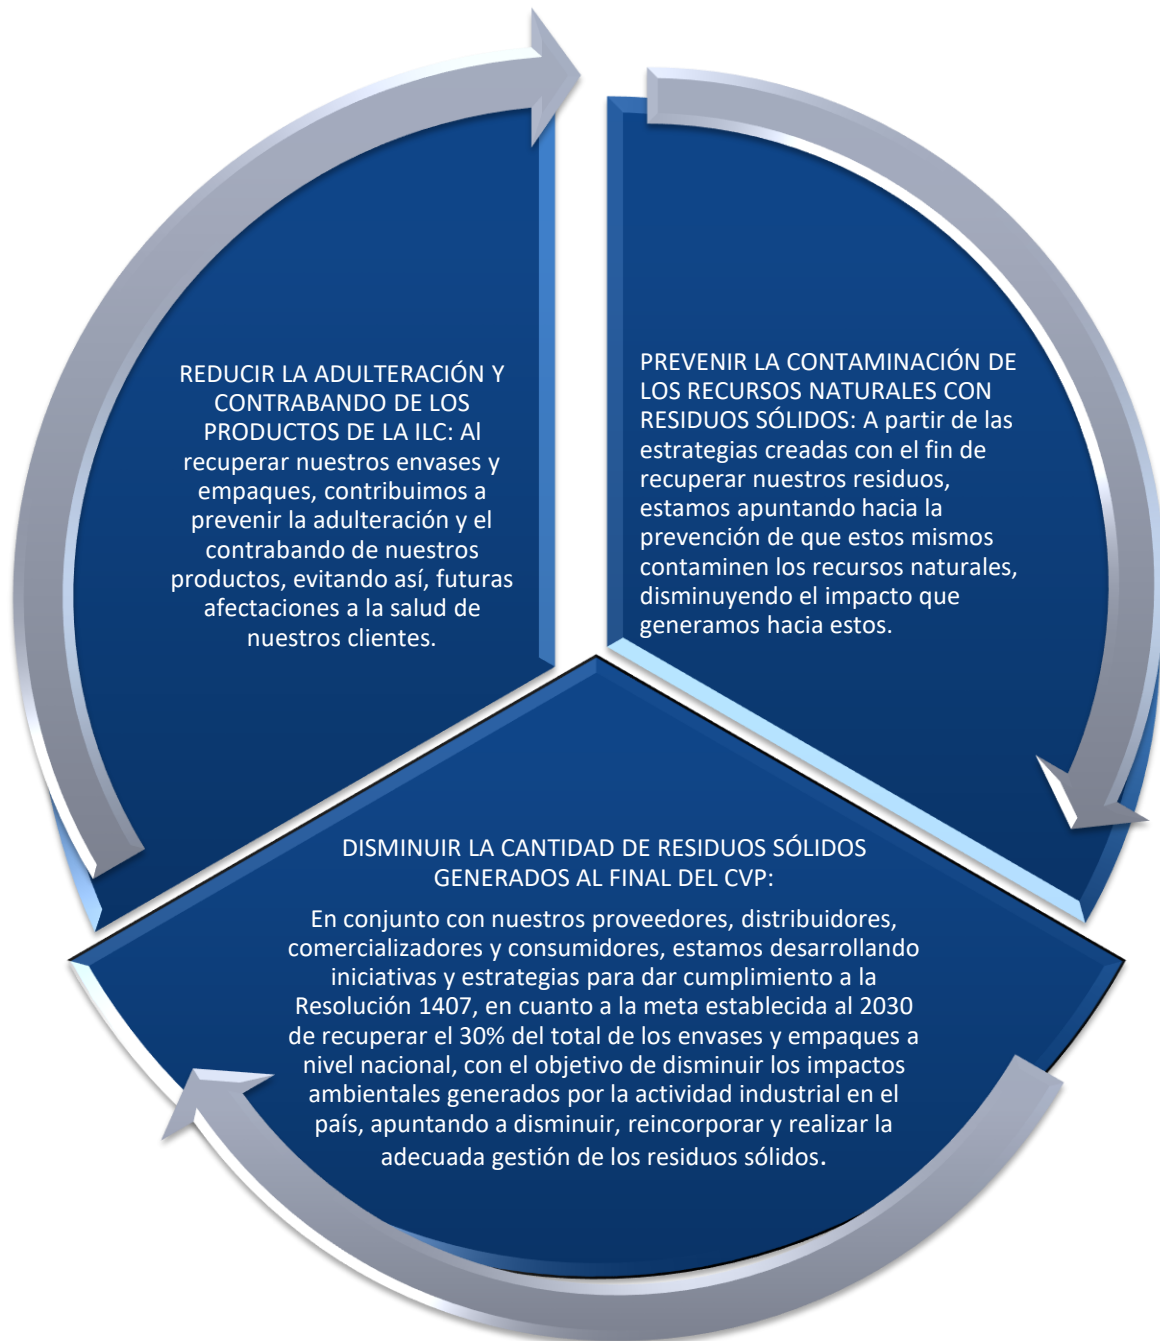 REDUCIR LA ADULTERACIÓN Y
CONTRABANDO DE LOS
PRODUCTOS DE LA ILC: Al
recuperar nuestros envases y
empaques, contribuimos a
prevenir la adulteración y el
contrabando de nuestros
productos, evitando así, futuras
afectaciones a la salud de
nuestros clientes.
PREVENIR LA CONTAMINACIÓN DE
LOS RECURSOS NATURALES CON
RESIDUOS SÓLIDOS: A partir de las
estrategias creadas con el fin de
recuperar nuestros residuos,
estamos apuntando hacia la
prevención de que estos mismos
contaminen los recursos naturales,
disminuyendo el impacto que
generamos hacia estos.
DISMINUIR LA CANTIDAD DE RESIDUOS SÓLIDOS
GENERADOS AL FINAL DEL CVP:
En conjunto con nuestros proveedores, distribuidores,
comercializadores y consumidores, estamos desarrollando
iniciativas y estrategias para dar cumplimiento a la
Resolución 1407, en cuanto a la meta establecida al 2030
de recuperar el 30% del total de los envases y empaques a
nivel nacional, con el objetivo de disminuir los impactos
ambientales generados por la actividad industrial en el
país, apuntando a disminuir, reincorporar y realizar la
adecuada gestión de los residuos sólidos.